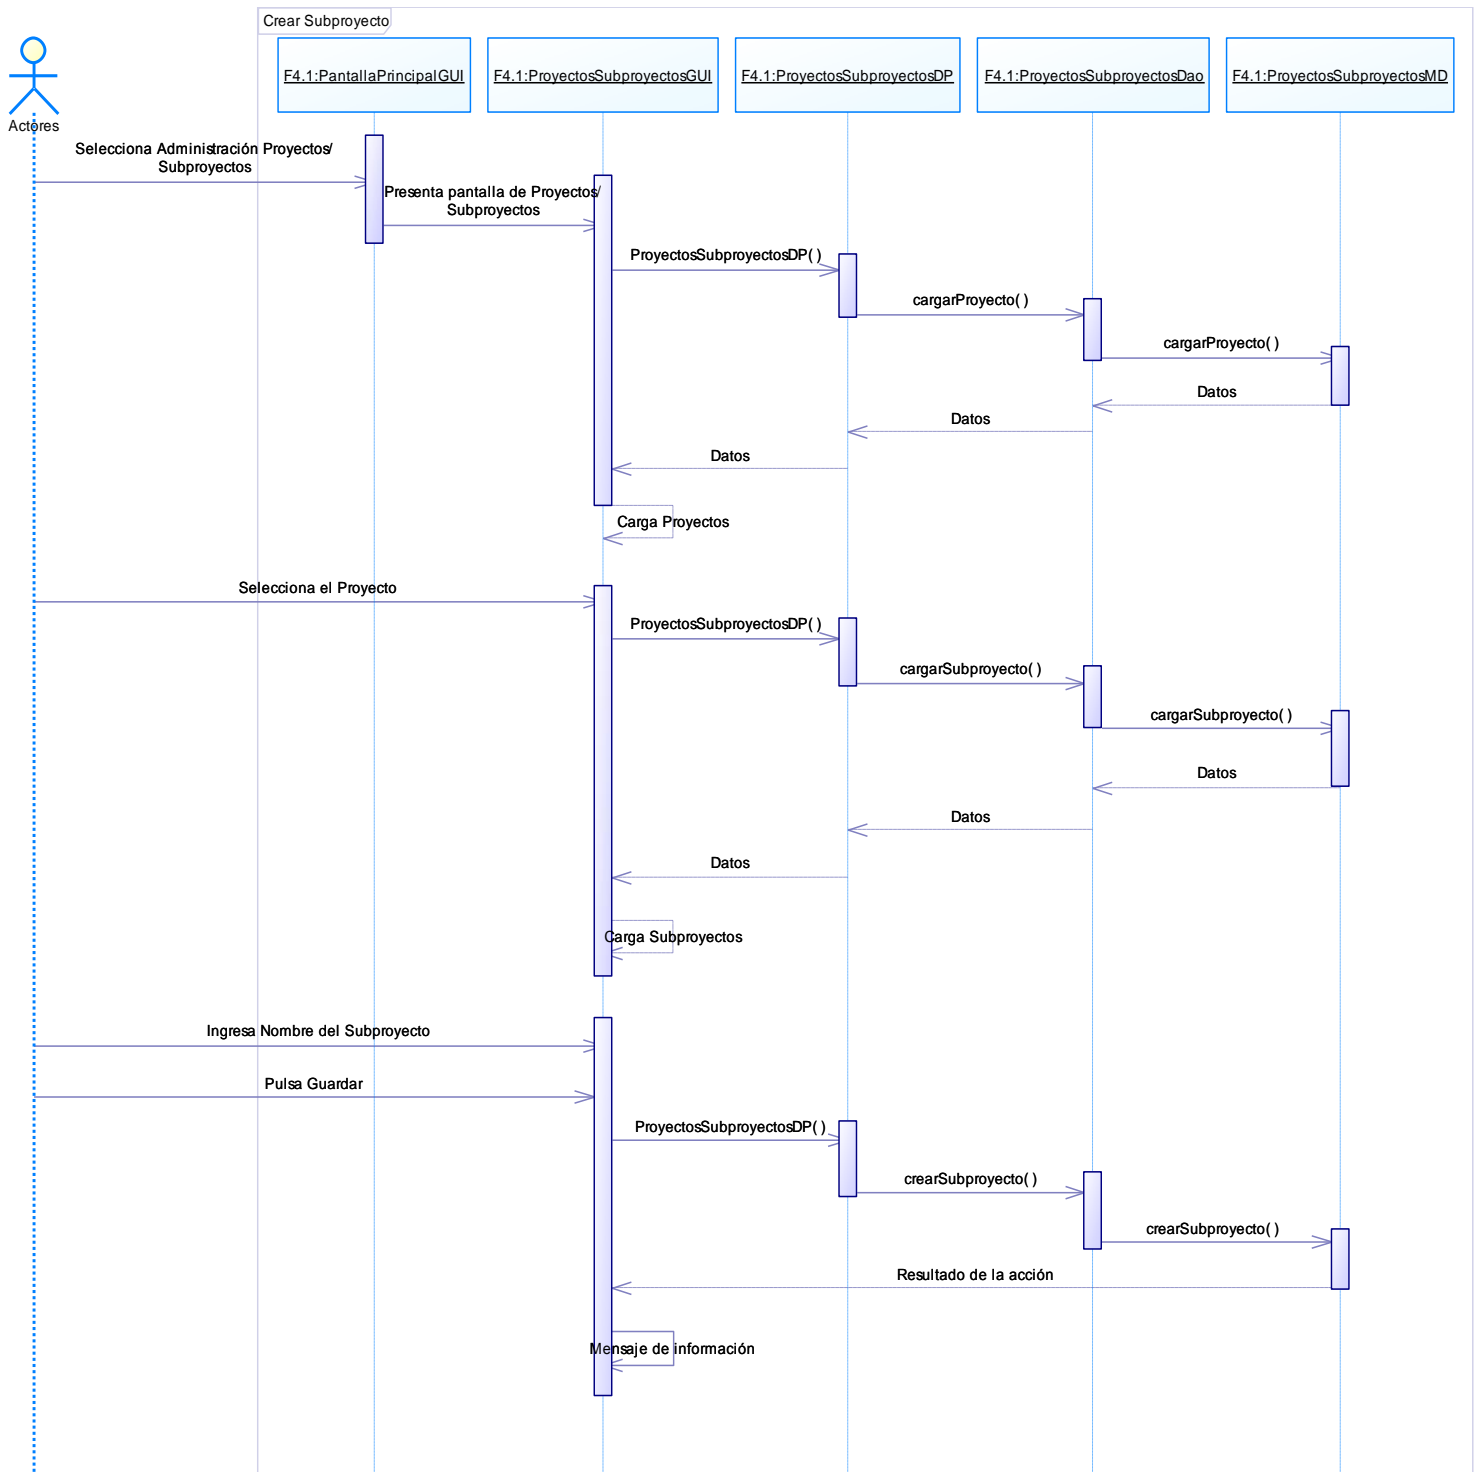 Crear Subproyecto
Actores
F4.1:PantallaPrincipalGUI
F4.1:ProyectosSubproyectosGUI
F4.1:ProyectosSubproyectosDP
F4.1:ProyectosSubproyectosDao
F4.1:ProyectosSubproyectosMD
Selecciona Administración Proyectos/
Subproyectos
Presenta pantalla de Proyectos/
Subproyectos
ProyectosSubproyectosDP( )
cargarProyecto( )
cargarProyecto( )
Datos
Datos
Datos
Carga Proyectos
Selecciona el Proyecto
ProyectosSubproyectosDP( )
cargarSubproyecto( )
cargarSubproyecto( )
Datos
Datos
Datos
Carga Subproyectos
Ingresa Nombre del Subproyecto
Pulsa Guardar
ProyectosSubproyectosDP( )
crearSubproyecto( )
crearSubproyecto( )
Resultado de la acción
Mensaje de información